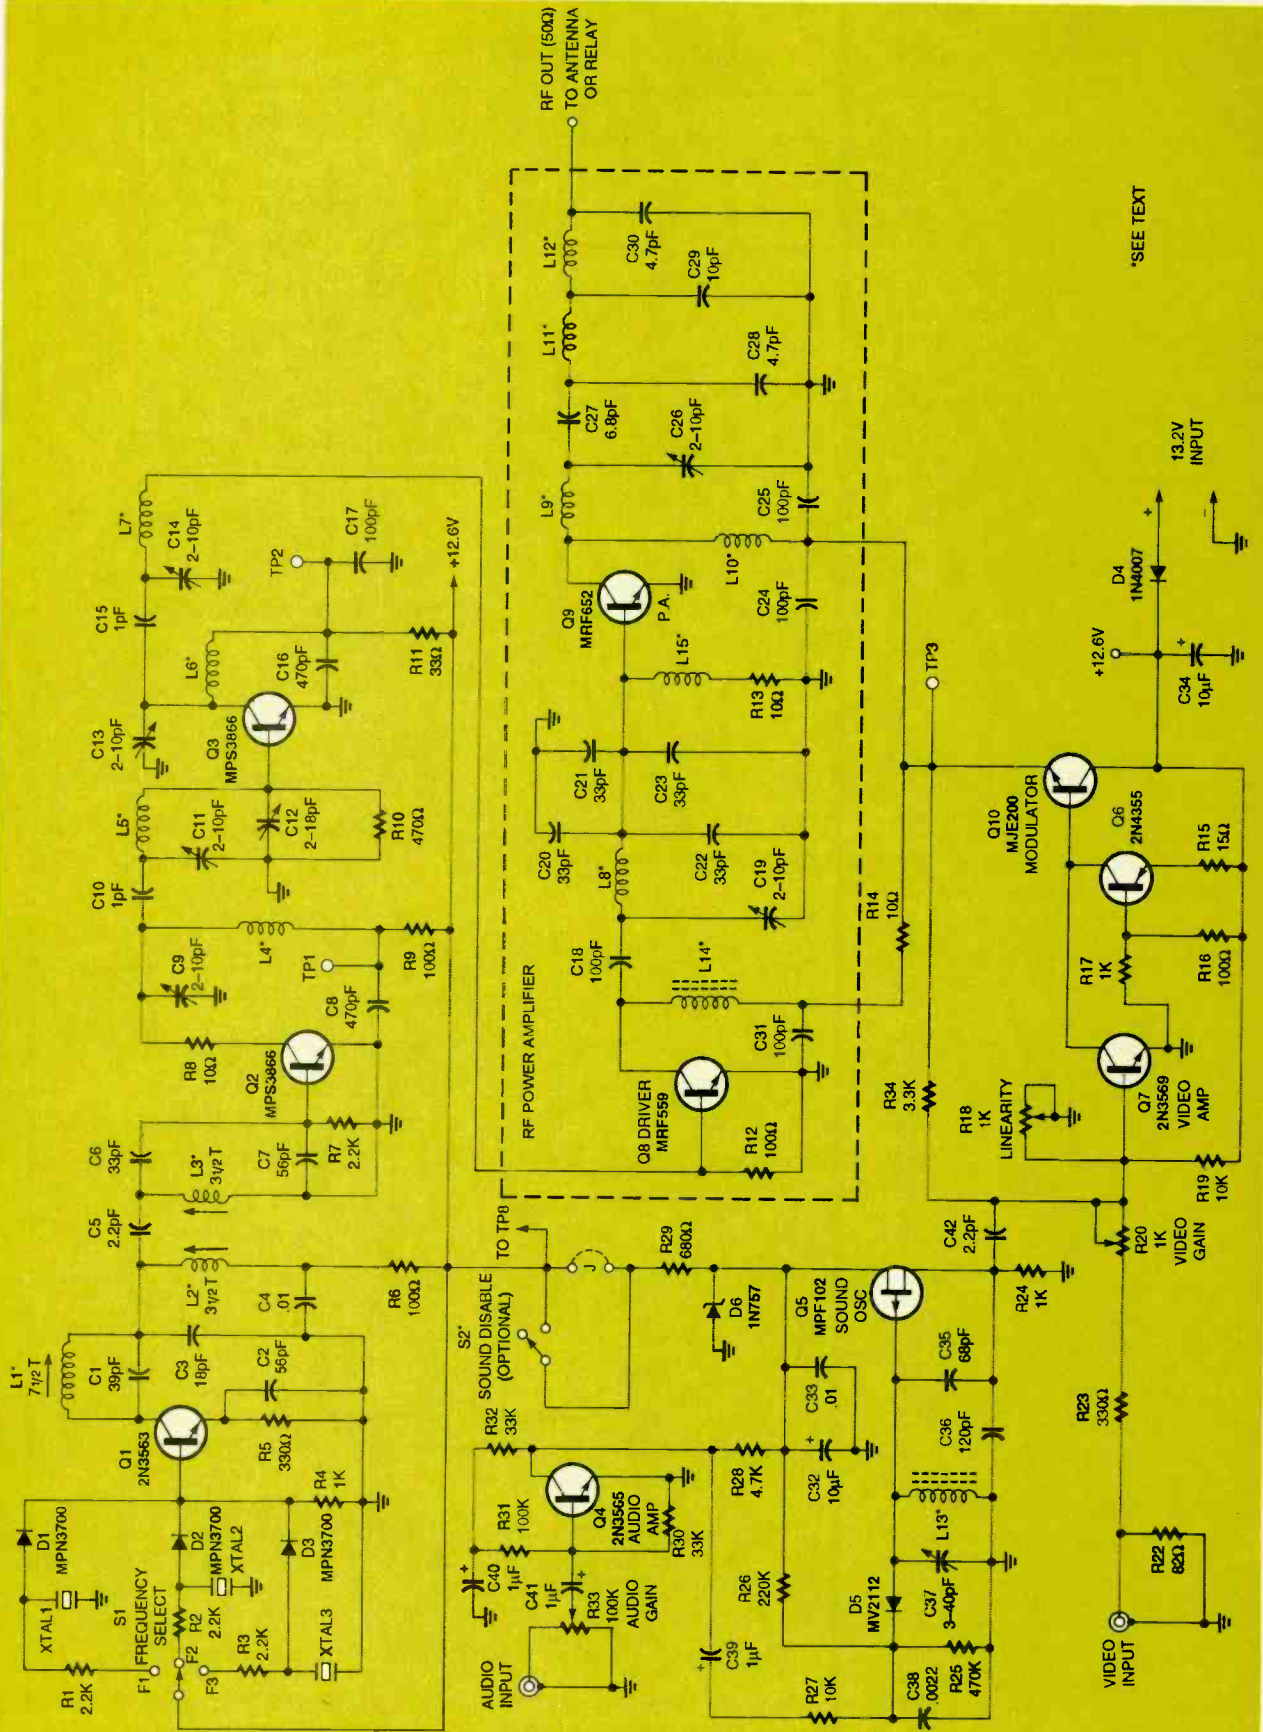 L1*
7 1/2 T
C1
39pF
C3
18pF
C2
56pF
L2*
3 1/2 T
C4
.01
R6
100Ω
C5
2.2pF
L3*
3 1/2 T
C6
33pF
C7
56pF
R7
2.2K
Q1
2N3563
R5
330Ω
R4
1K
D1
MPN3700
D2
MPN3700
XTAL2
D3
MPN3700
XTAL1
XTAL3
S1
FREQUENCY
SELECT
F1
F2
F3
R1
2.2K
R2
2.2K
R3
2.2K
Q2
MPS3866
R8
10Ω
C9
2–10pF
L4*
TP1
C8
470pF
R9
100Ω
C10
1pF
C11
2–10pF
L5*
C12
2–18pF
R10
470Ω
Q3
MPS3866
C13
2–10pF
C15
1pF
L6*
C16
470pF
R11
33Ω
L7*
C14
2–10pF
TP2
C17
100pF
+12.6V
RF POWER AMPLIFIER
Q8 DRIVER
MRF559
R12
100Ω
C18
100pF
L14*
C31
100pF
C19
2–10pF
L8*
C20
33pF
C21
33pF
C22
33pF
C23
33pF
L15*
R13
10Ω
Q9
MRF652
P.A.
C24
100pF
L10*
C25
100pF
L9*
C26
2–10pF
C27
6.8pF
C28
4.7pF
L11*
C29
10pF
L12*
C30
4.7pF
RF OUT (50Ω)
TO ANTENNA
OR RELAY
TO TP8
J
S2*
SOUND DISABLE
(OPTIONAL)
R29
680Ω
D6
1N757
Q5
MPF102
SOUND
OSC
R24
1K
C42
2.2pF
C35
68pF
C36
120pF
C33
.01
C32
10µF
+
R32
33K
R31
100K
Q4
2N3565
AUDIO
AMP
R30
33K
R28
4.7K
C40
1µF
+
C41
1µF
+
R33
100K
AUDIO
GAIN
AUDIO
INPUT
C39
1µF
+
R26
220K
R27
10K
D5
MV2112
C37
3–40pF
L13*
C38
.0022
R25
470K
R34
3.3K
R14
10Ω
TP3
Q10
MJE200
MODULATOR
Q6
2N4355
R15
15Ω
R16
100Ω
R17
1K
Q7
2N3569
VIDEO
AMP
R18
1K
LINEARITY
R19
10K
R20
1K
VIDEO
GAIN
R23
330Ω
R22
82Ω
VIDEO
INPUT
+12.6V
C34
10µF
+
D4
1N4007
+
13.2V
INPUT
–
*SEE TEXT